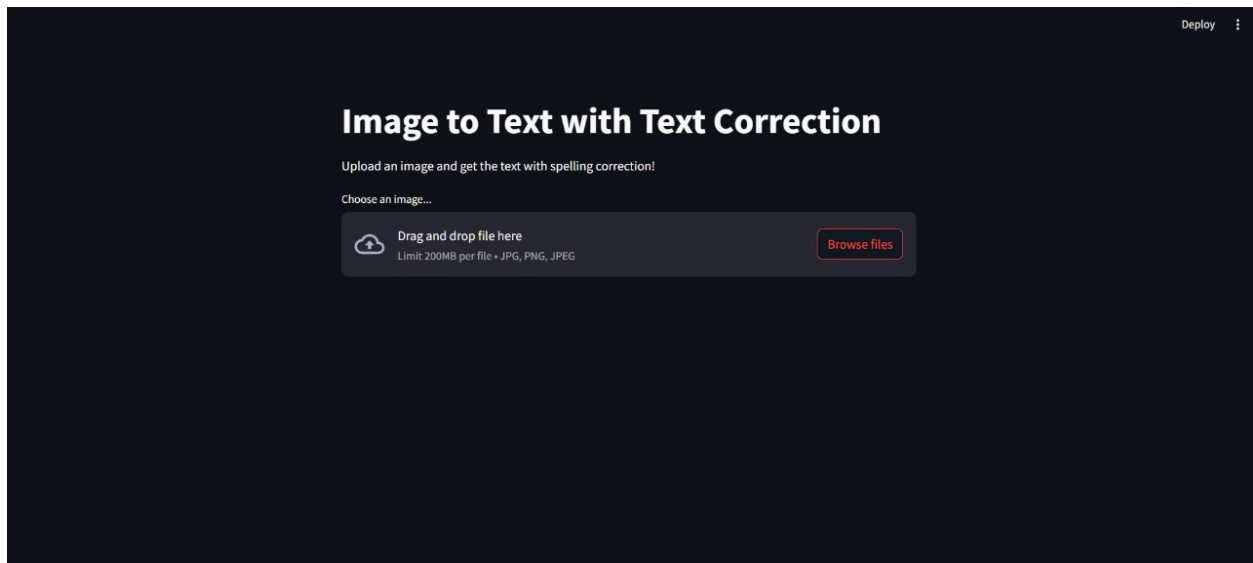 Deploy
Image to Text with Text Correction
Upload an image and get the text with spelling correction!
Choose an image...
Drag and drop file here
Browse files
Limit 200MB per file • JPG, PNG, JPEG